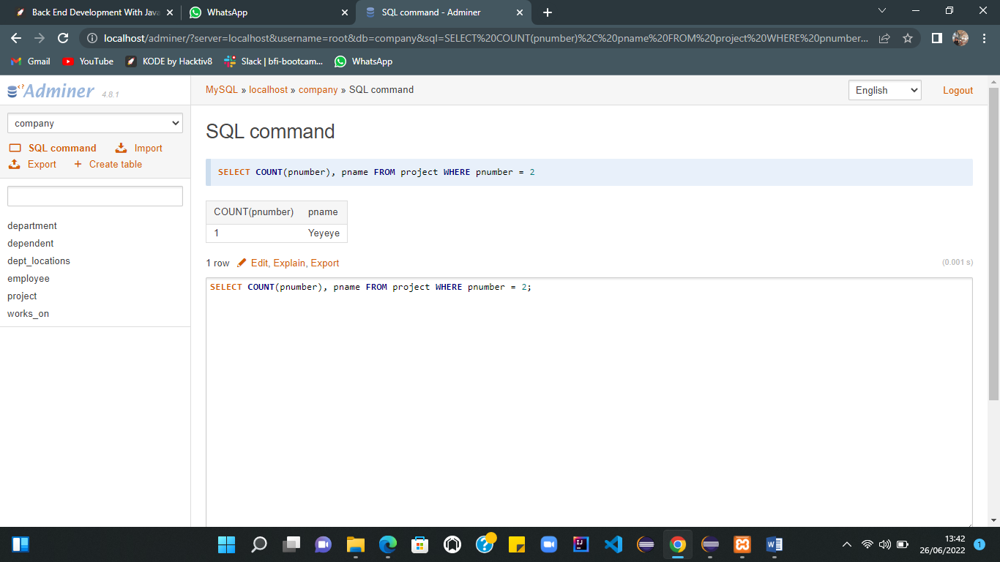 Back End Development With Java
WhatsApp
SQL command - Adminer
localhost/adminer/?server=localhost&username=root&db=company&sql=SELECT%20COUNT(pnumber)%2C%20pname%20FROM%20project%20WHERE%20pnumber...
Gmail
YouTube
KODE by Hacktiv8
Slack | bfi-bootcam...
WhatsApp
Adminer 4.8.1
MySQL » localhost » company » SQL command
English
Logout
company
SQL command
Import
Export
Create table
department
dependent
dept_locations
employee
project
works_on
SQL command
SELECT COUNT(pnumber), pname FROM project WHERE pnumber = 2
COUNT(pnumber) pname
1 Yeyeye
1 row Edit, Explain, Export
(0.001 s)
SELECT COUNT(pnumber), pname FROM project WHERE pnumber = 2;
13:42
26/06/2022
1